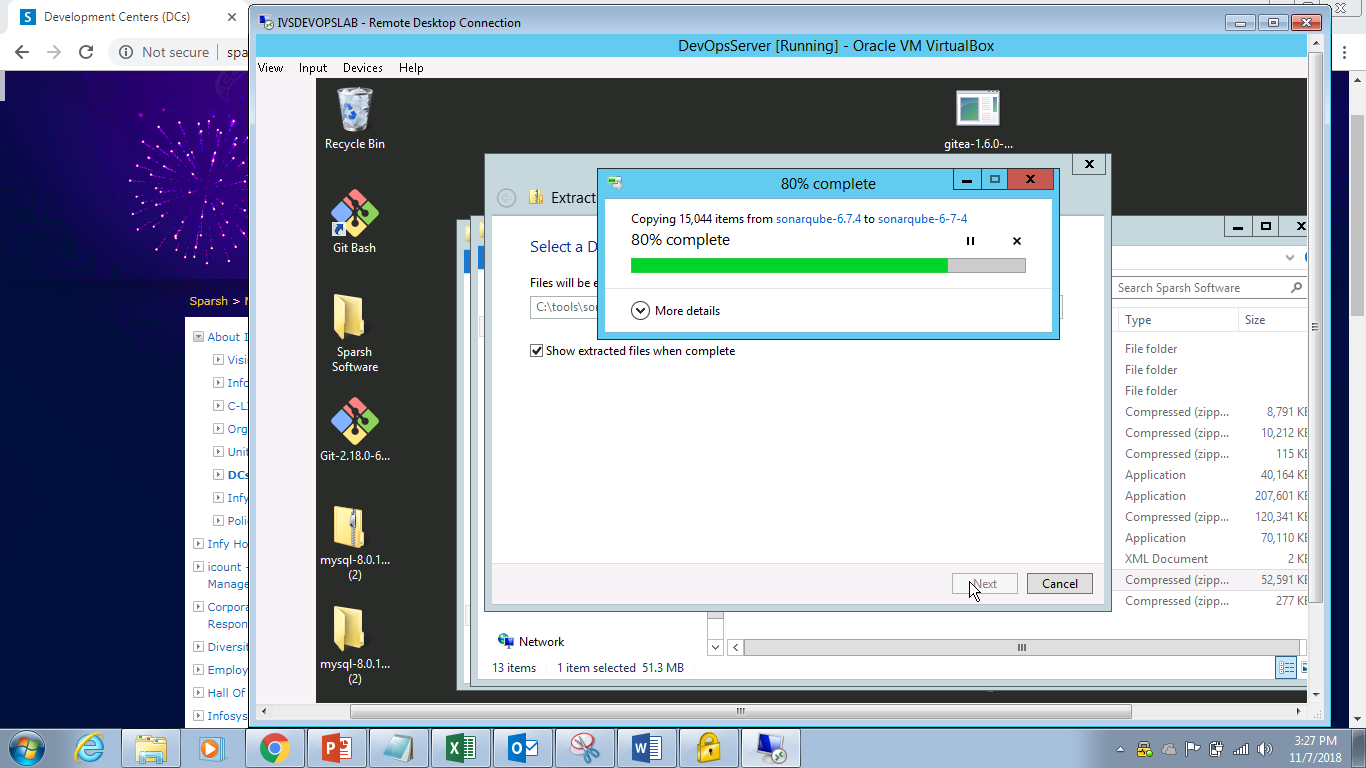 Development Centers (DCs)
Not secure
spa
IVSDEVOPSLAB - Remote Desktop Connection
DevOpsServer [Running] - Oracle VM VirtualBox
View Input Devices Help
Recycle Bin
gitea-1.6.0-...
Git Bash
Sparsh
Software
Git-2.18.0-6...
mysql-8.0.1...
(2)
mysql-8.0.1...
(2)
Extract
Select a D
Files will be e
C:\tools\son
Show extracted files when complete
Next
Cancel
80% complete
Copying 15,044 items from sonarqube-6.7.4 to sonarqube-6-7-4
80% complete
More details
Search Sparsh Software
Type Size
File folder
File folder
File folder
Compressed (zipp... 8,791 KB
Compressed (zipp... 10,212 KB
Compressed (zipp... 115 KB
Application 40,164 KB
Application 207,601 KB
Compressed (zipp... 120,341 KB
Application 70,110 KB
XML Document 2 KB
Compressed (zipp... 52,591 KB
Compressed (zipp... 277 KB
Network
13 items 1 item selected 51.3 MB
Sparsh >
About I
Visi
Info
C-LI
Org
Unit
DCs
Infy
Poli
Infy Ho
icount -
Manage
Corpora
Respon
Diversit
Employ
Hall Of
Infosys
3:27 PM
11/7/2018